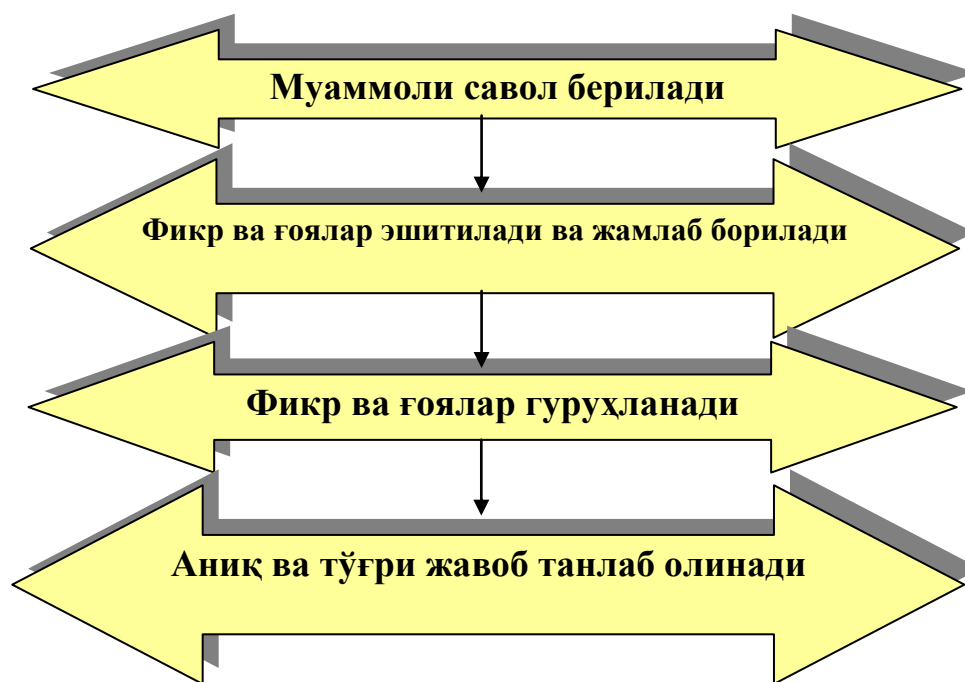 Муаммоли савол берилади
Фикр ва ғоялар эшитилади ва жамлаб борилади
Фикр ва ғоялар гуруҳланади
Аниқ ва тўғри жавоб танлаб олинади